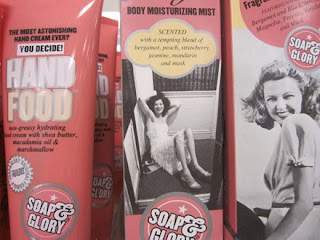 THE MOST ASTONISHING
HAND CREAM EVER?
YOU DECIDE!
HAND
FOOD
non-greasy hydrating
hand cream with shea butter,
macadamia oil &
marshmallow
SOAP&
GLORY
BODY MOISTURIZING MIST
SCENTED
with a tempting blend of
bergamot, peach, strawberry,
jasmine, mandarin
and musk
SOAP&
GLORY
Bergamot
Magnolia,
SOAP&
GLORY